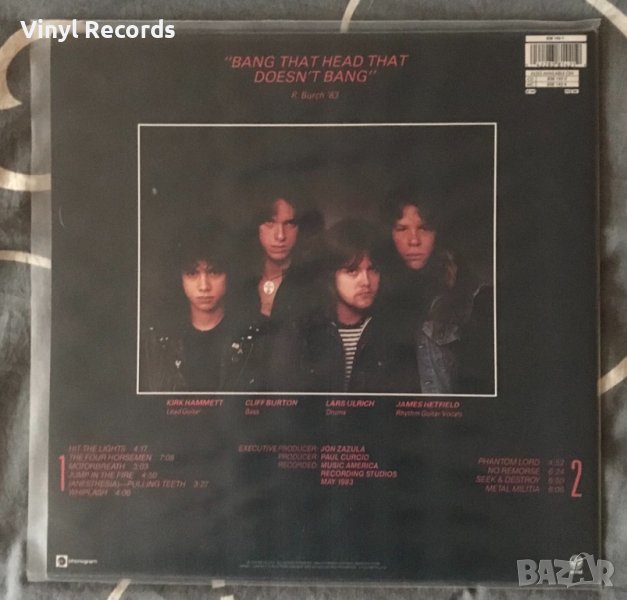 Vinyl Records
"BANG THAT HEAD THAT
DOESN'T BANG"
R. Burch '83
KIRK HAMMETT
Lead Guitar
CLIFF BURTON
Bass
LARS ULRICH
Drums
JAMES HETFIELD
Rhythm Guitar Vocals
1
HIT THE LIGHTS 4:17
THE FOUR HORSEMEN 7:08
MOTORBREATH 3:03
JUMP IN THE FIRE 4:50
(ANESTHESIA)—PULLING TEETH 3:27
WHIPLASH 4:06
EXECUTIVE PRODUCER: JON ZAZULA
PRODUCER: PAUL CURCIO
RECORDED: MUSIC AMERICA
RECORDING STUDIOS
MAY 1983
PHANTOM LORD 4:52
NO REMORSE 6:24
SEEK & DESTROY 6:50
METAL MILITIA 6:06
2
phonogram
BAZAR